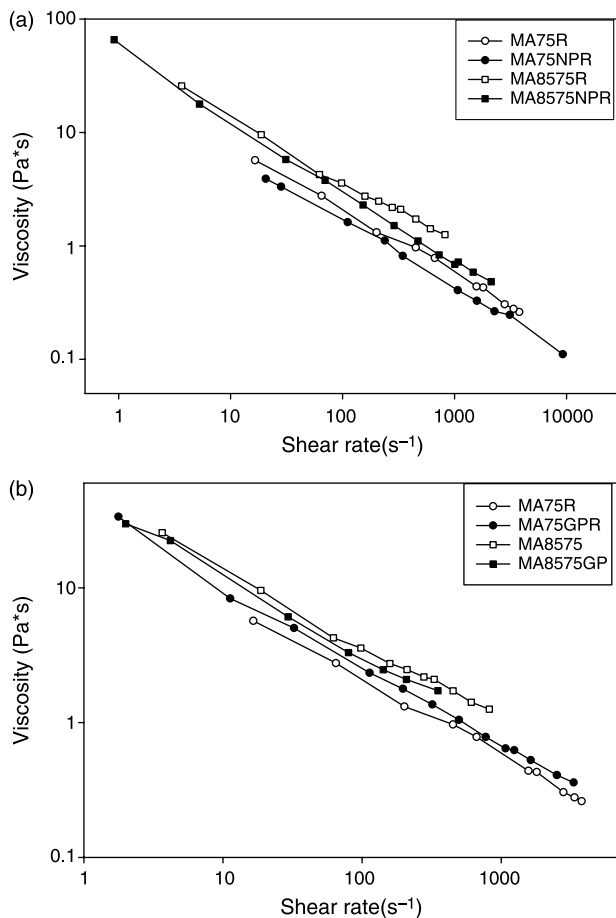 (a)
100
10
1
0.1
Viscosity (Pa*s)
1
10
100
1000
10000
Shear rate(s⁻¹)
MA75R
MA75NPR
MA8575R
MA8575NPR
(b)
10
1
0.1
Viscosity (Pa*s)
1
10
100
1000
Shear rate(s⁻¹)
MA75R
MA75GPR
MA8575
MA8575GP